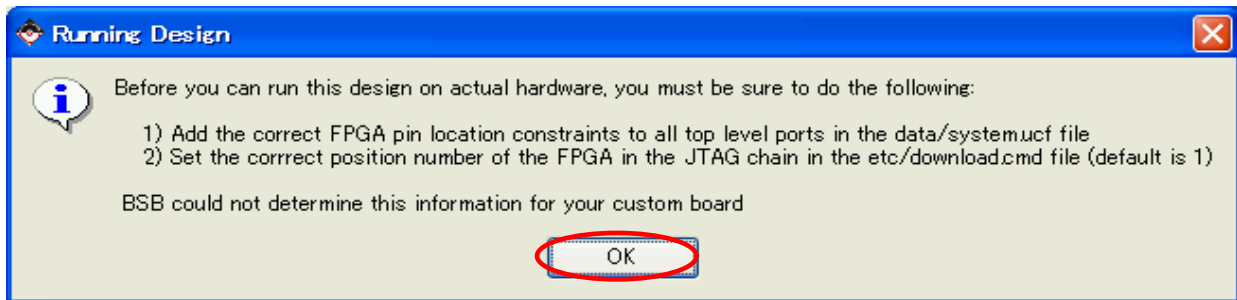 Running Design
Before you can run this design on actual hardware, you must be sure to do the following:
1) Add the correct FPGA pin location constraints to all top level ports in the data/system.ucf file
2) Set the corrrect position number of the FPGA in the JTAG chain in the etc/download.cmd file (default is 1)
BSB could not determine this information for your custom board
OK